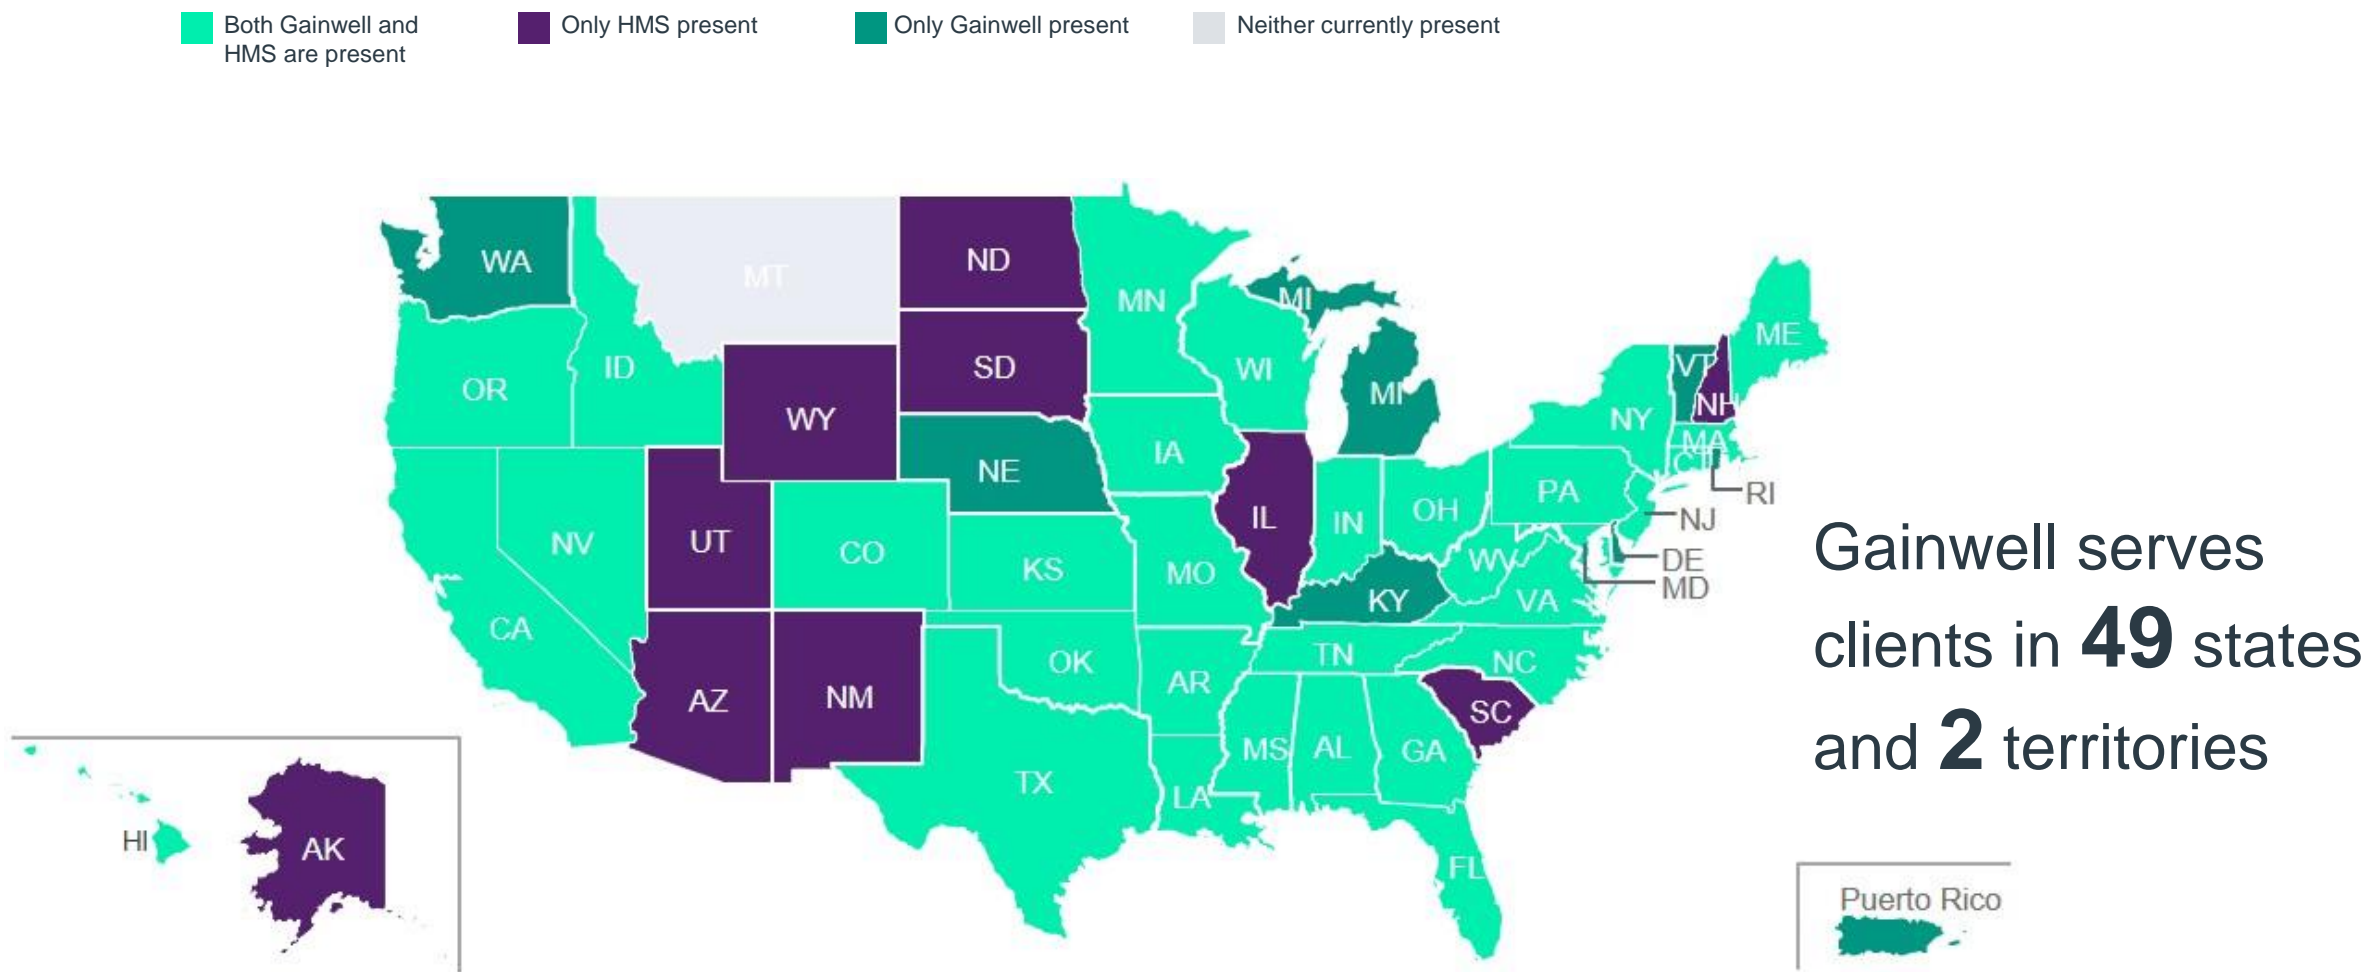 Both Gainwell and
HMS are present
Only HMS present
Only Gainwell present
Neither currently present
WA
MT
ND
MN
MI
ME
OR
ID
SD
WI
MI
VT
NH
WY
NY
MA
CT
IA
NE
PA
RI
NV
UT
CO
IL
IN
OH
NJ
KS
MO
WV
DE
MD
CA
KY
VA
AZ
NM
OK
AR
TN
NC
SC
TX
LA
MS
AL
GA
FL
HI
AK
Gainwell serves
clients in 49 states
and 2 territories
Puerto Rico